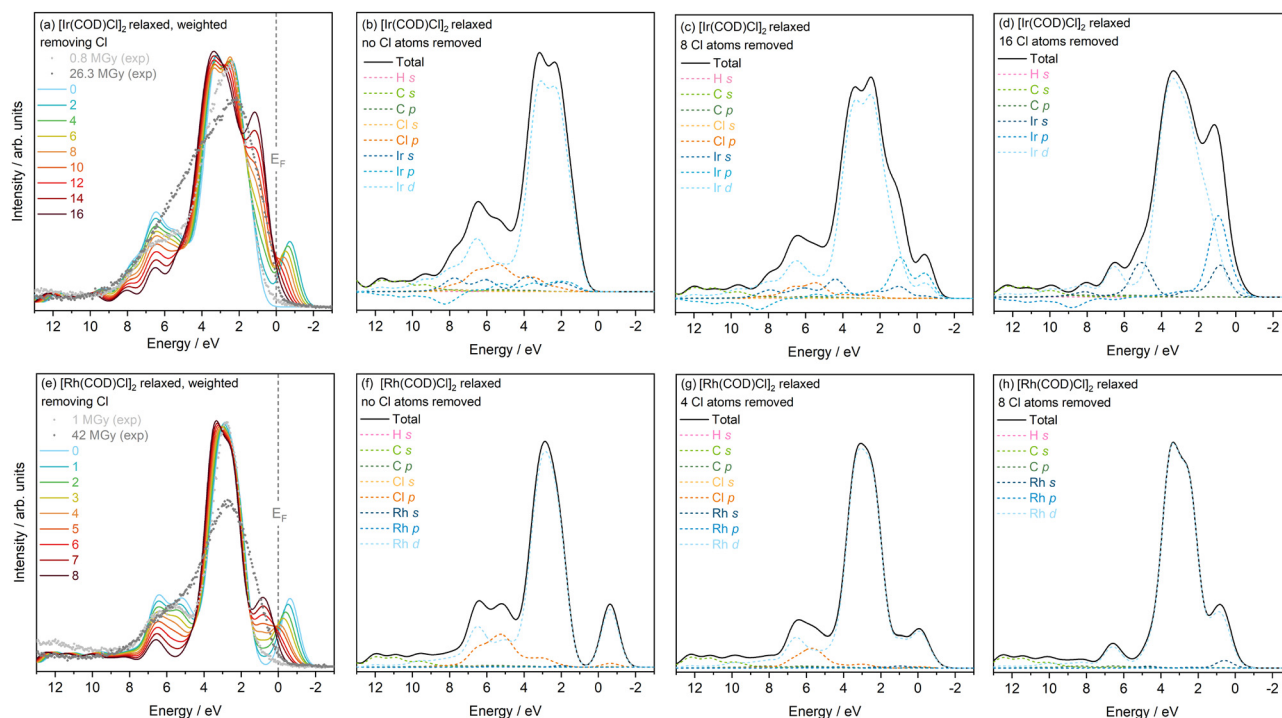 (a) [Ir(COD)Cl]2 relaxed, weighted
removing Cl
0.8 MGy (exp)
26.3 MGy (exp)
0
2
4
6
8
10
12
14
16
EF
Intensity / arb. units
12 10 8 6 4 2 0 -2
Energy / eV
(b) [Ir(COD)Cl]2 relaxed
no Cl atoms removed
Total
H s
C s
C p
Cl s
Cl p
Ir s
Ir p
Ir d
12 10 8 6 4 2 0 -2
Energy / eV
(c) [Ir(COD)Cl]2 relaxed
8 Cl atoms removed
Total
H s
C s
C p
Cl s
Cl p
Ir s
Ir p
Ir d
12 10 8 6 4 2 0 -2
Energy / eV
(d) [Ir(COD)Cl]2 relaxed
16 Cl atoms removed
Total
H s
C s
C p
Ir s
Ir p
Ir d
12 10 8 6 4 2 0 -2
Energy / eV
(e) [Rh(COD)Cl]2 relaxed, weighted
removing Cl
1 MGy (exp)
42 MGy (exp)
0
1
2
3
4
5
6
7
8
EF
Intensity / arb. units
12 10 8 6 4 2 0 -2
Energy / eV
(f) [Rh(COD)Cl]2 relaxed
no Cl atoms removed
Total
H s
C s
C p
Cl s
Cl p
Rh s
Rh p
Rh d
12 10 8 6 4 2 0 -2
Energy / eV
(g) [Rh(COD)Cl]2 relaxed
4 Cl atoms removed
Total
H s
C s
C p
Cl s
Cl p
Rh s
Rh p
Rh d
12 10 8 6 4 2 0 -2
Energy / eV
(h) [Rh(COD)Cl]2 relaxed
8 Cl atoms removed
Total
H s
C s
C p
Rh s
Rh p
Rh d
12 10 8 6 4 2 0 -2
Energy / eV